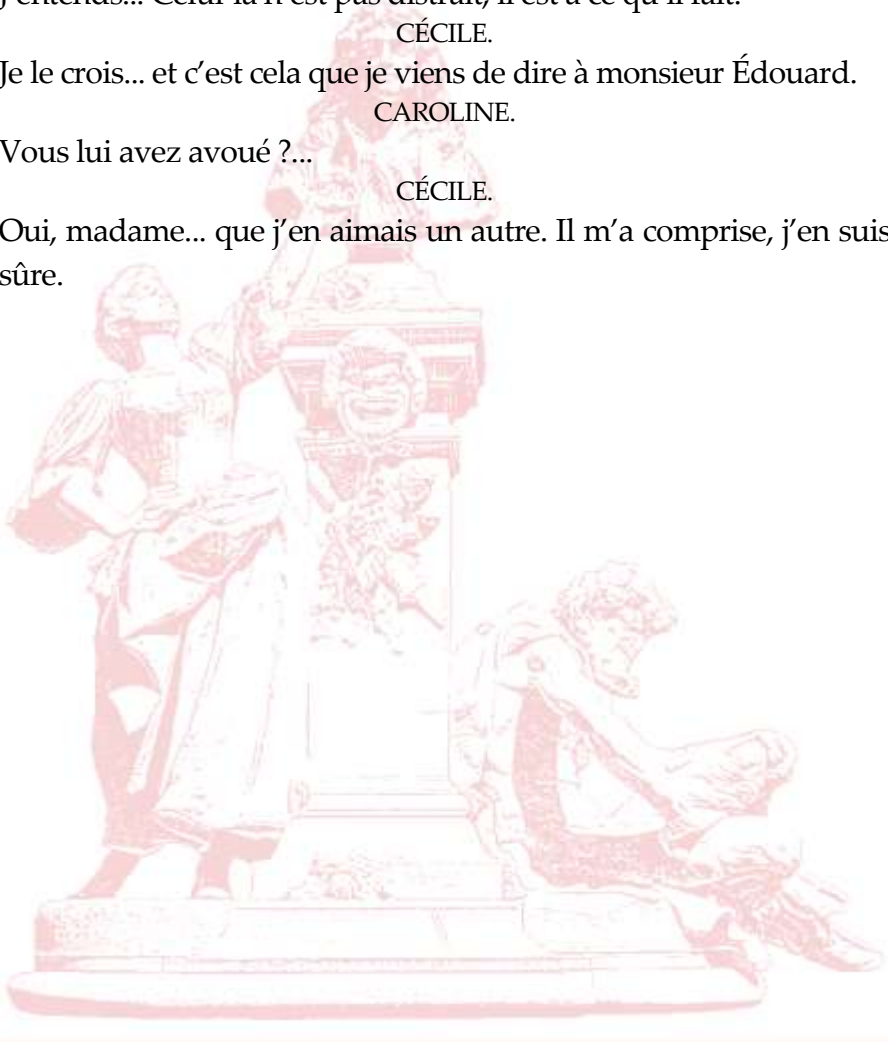 j'entends... Celui-là n'est pas distrait, il est à ce qu'il fait.
CÉCILE.
Je le crois... et c'est cela que je viens de dire à monsieur Édouard.
CAROLINE.
Vous lui avez avoué ?...
CÉCILE.
Oui, madame... que j'en aimais un autre. Il m'a comprise, j'en suis
sûre.